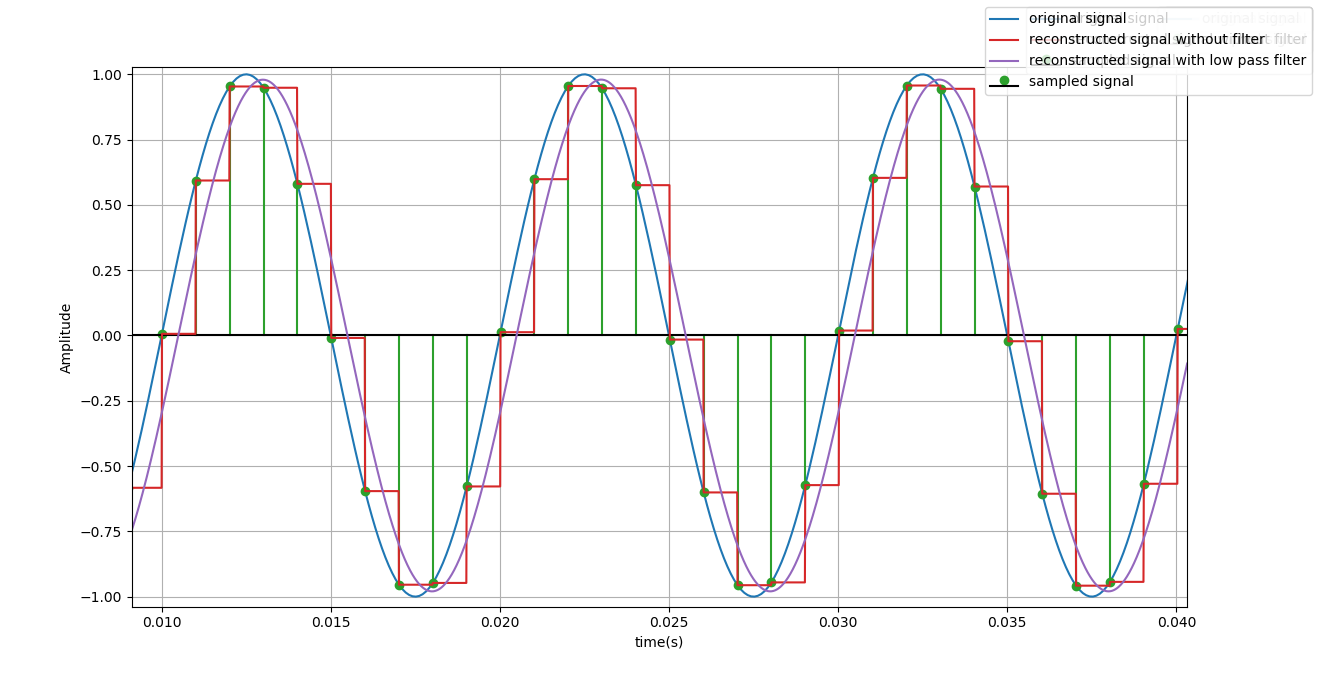 original signal
reconstructed signal without filter
reconstructed signal with low pass filter
sampled signal
1.00
0.75
0.50
0.25
0.00
−0.25
−0.50
−0.75
−1.00
Amplitude
0.010 0.015 0.020 0.025 0.030 0.035 0.040
time(s)